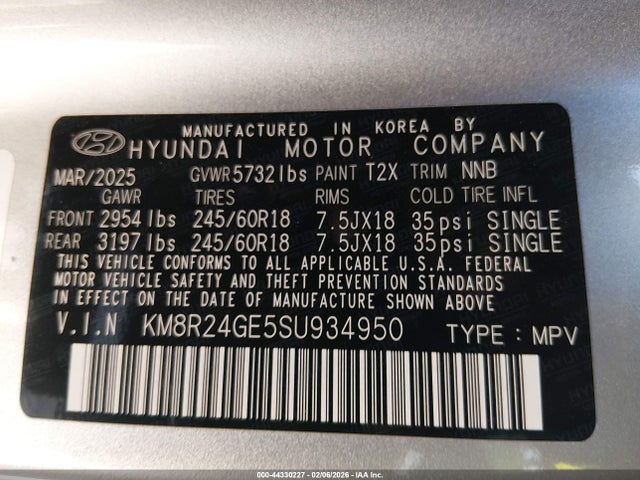 MANUFACTURED IN KOREA BY
HYUNDAI MOTOR COMPANY
MAR/2025 GVWR 5732 lbs PAINT T2X TRIM NNB
GAWR TIRES RIMS COLD TIRE INFL
FRONT 2954 lbs 245/60R18 7.5JX18 35psi SINGLE
REAR 3197 lbs 245/60R18 7.5JX18 35psi SINGLE
THIS VEHICLE CONFORMS TO ALL APPLICABLE U.S.A. FEDERAL
MOTOR VEHICLE SAFETY AND THEFT PREVENTION STANDARDS
IN EFFECT ON THE DATE OF MANUFACTURE SHOWN ABOVE.
V.I.N KM8R24GE5SU934950 TYPE : MPV
000-44330227 - 02/06/2026 - IAA Inc.